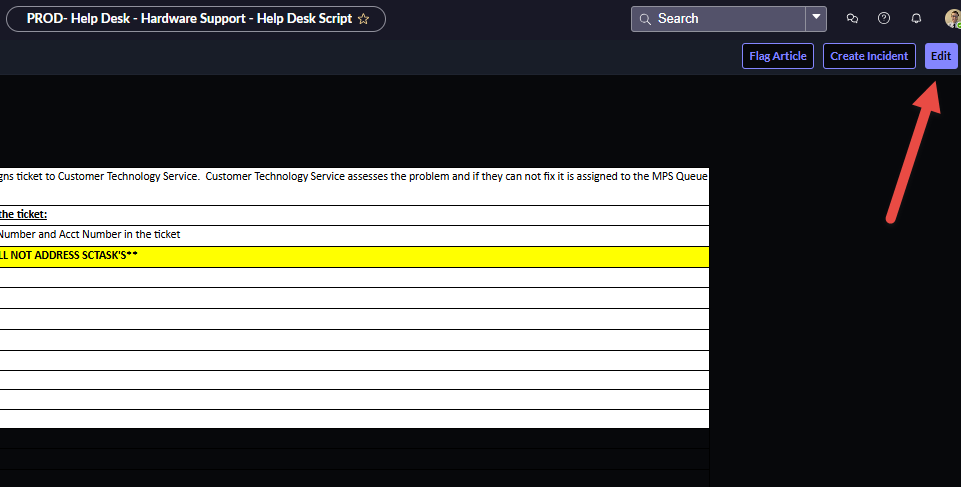 PROD- Help Desk - Hardware Support - Help Desk Script
Search
Flag Article
Create Incident
Edit
gns ticket to Customer Technology Service. Customer Technology Service assesses the problem and if they can not fix it is assigned to the MPS Queue
the ticket:
Number and Acct Number in the ticket
LL NOT ADDRESS SCTASK'S**